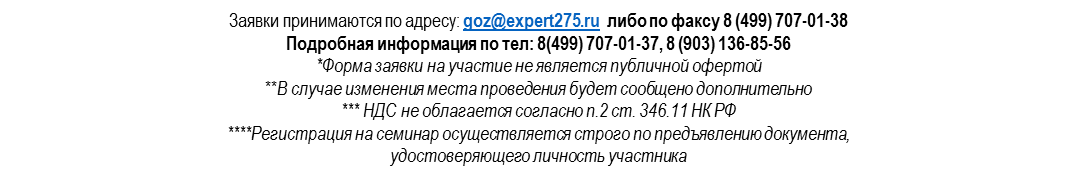 Заявки принимаются по адресу: goz@expert275.ru либо по факсу 8 (499) 707-01-38
Подробная информация по тел: 8(499) 707-01-37, 8 (903) 136-85-56
*Форма заявки на участие не является публичной офертой
**В случае изменения места проведения будет сообщено дополнительно
*** НДС не облагается согласно п.2 ст. 346.11 НК РФ
****Регистрация на семинар осуществляется строго по предъявлению документа,
удостоверяющего личность участника